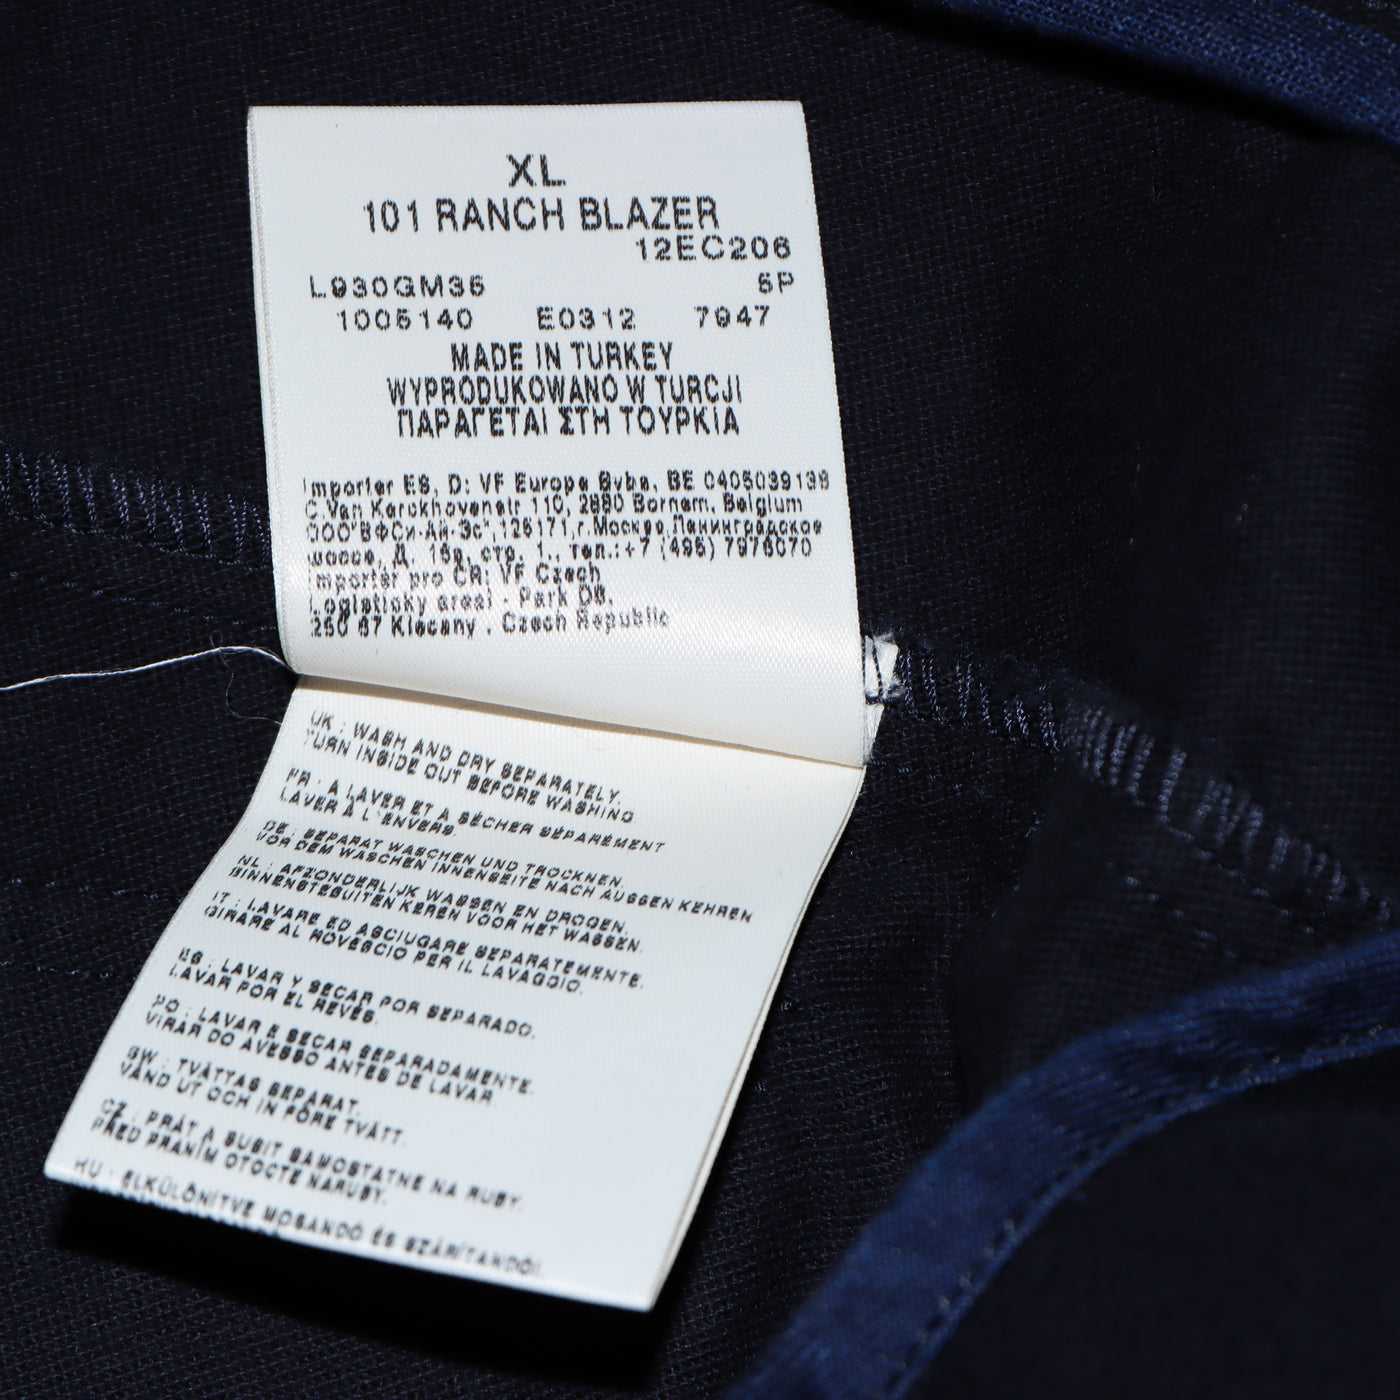 XL
101 RANCH BLAZER
12EC206
L930GM36 5P
1005140 E0312 7947
MADE IN TURKEY
WYPRODUKOWANO W TURCJI
ΠΑΡΑΓΕΤΑΙ ΣΤΗ ΤΟΥΡΚΙΑ
Importer ES, D: VF Europe Bvba, BE 0405039138
C.Van Kerckhovenstr 110, 2880 Bornem, Belgium
ООО"ВФСи-Ай-Эс",125171,г.Москва,Ленинградское
шоссе, Д. 16а, стр. 1., тел.:+7 (495) 7976070
Importer pro CR: VF Czech
Logisticky areal - Park D8,
250 67 Klecany , Czech Republic
UK : WASH AND DRY SEPARATELY.
TURN INSIDE OUT BEFORE WASHING
FR : A LAVER ET A SÉCHER SÉPARÉMENT
LAVER À L'ENVERS
DE : SEPARAT WASCHEN UND TROCKNEN.
VOR DEM WASCHEN INNENSEITE NACH AUSSEN KEHREN
NL : AFZONDERLIJK WASSEN EN DROGEN.
BINNENSTEBUITEN KEREN VOOR HET WASSEN.
IT : LAVARE ED ASCIUGARE SEPARATEMENTE.
GIRARE AL ROVESCIO PER IL LAVAGGIO.
ES : LAVAR Y SECAR POR SEPARADO.
LAVAR POR EL REVÉS.
PO : LAVAR E SECAR SEPARADAMENTE.
VIRAR DO AVESSO ANTES DE LAVAR.
SW : TVÄTTAS SEPARAT.
VÄND UT OCH IN FÖRE TVÄTT.
CZ : PRÁT A SUSIT SAMOSTATNE NA RUBY.
PRED PRANÍM OTOCTE NARUBY.
HU : ELKÜLÖNÍTVE MOSANDÓ ÉS SZÁRÍTANDÓ!.